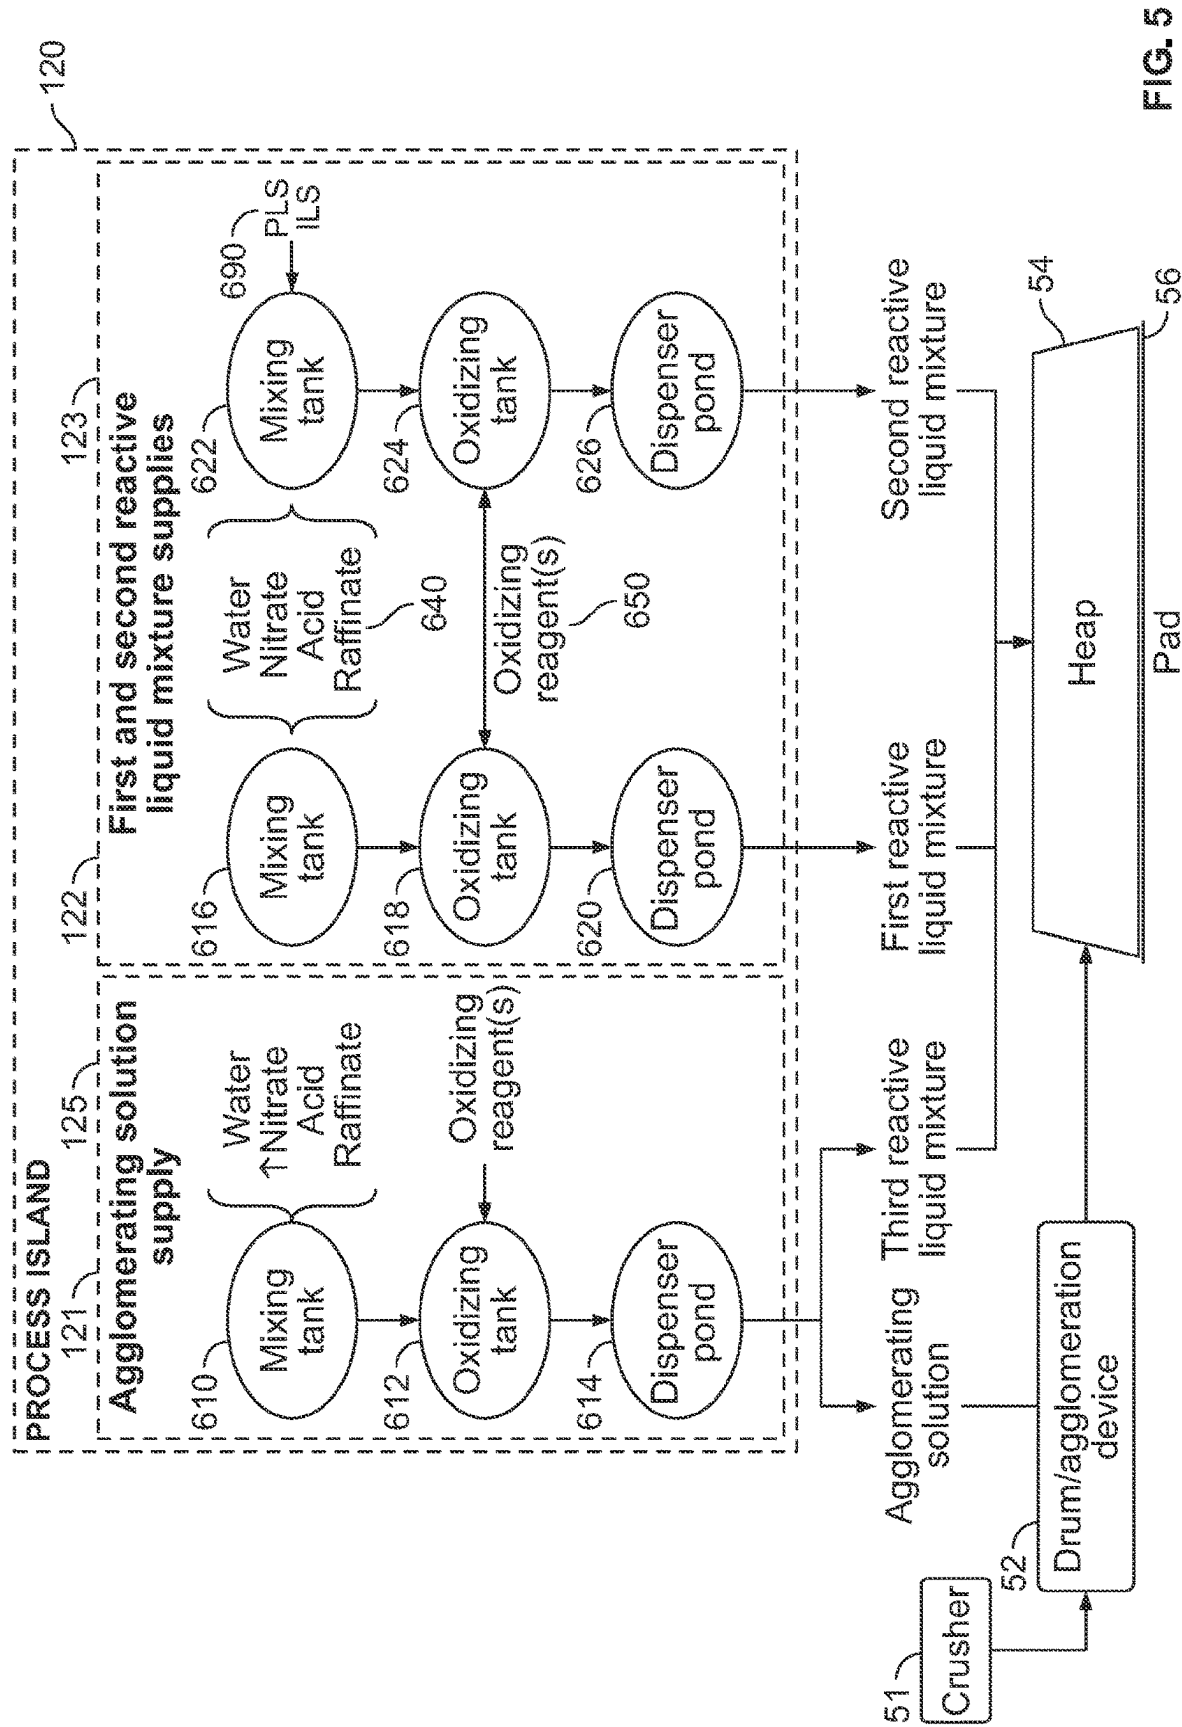 120
PROCESS ISLAND
121
125
122
123
Agglomerating solution
supply
First and second reactive
liquid mixture supplies
610
Mixing
tank
Water
↑Nitrate
Acid
Raffinate
616
Mixing
tank
Water
Nitrate
Acid
Raffinate
640
622
Mixing
tank
690
PLS
ILS
612
Oxidizing
tank
Oxidizing
reagent(s)
618
Oxidizing
tank
Oxidizing
reagent(s)
650
624
Oxidizing
tank
614
Dispenser
pond
620
Dispenser
pond
626
Dispenser
pond
Agglomerating
solution
Third reactive
liquid mixture
First reactive
liquid mixture
Second reactive
liquid mixture
51
Crusher
52
Drum/agglomeration
device
Heap
54
56
Pad
FIG. 5